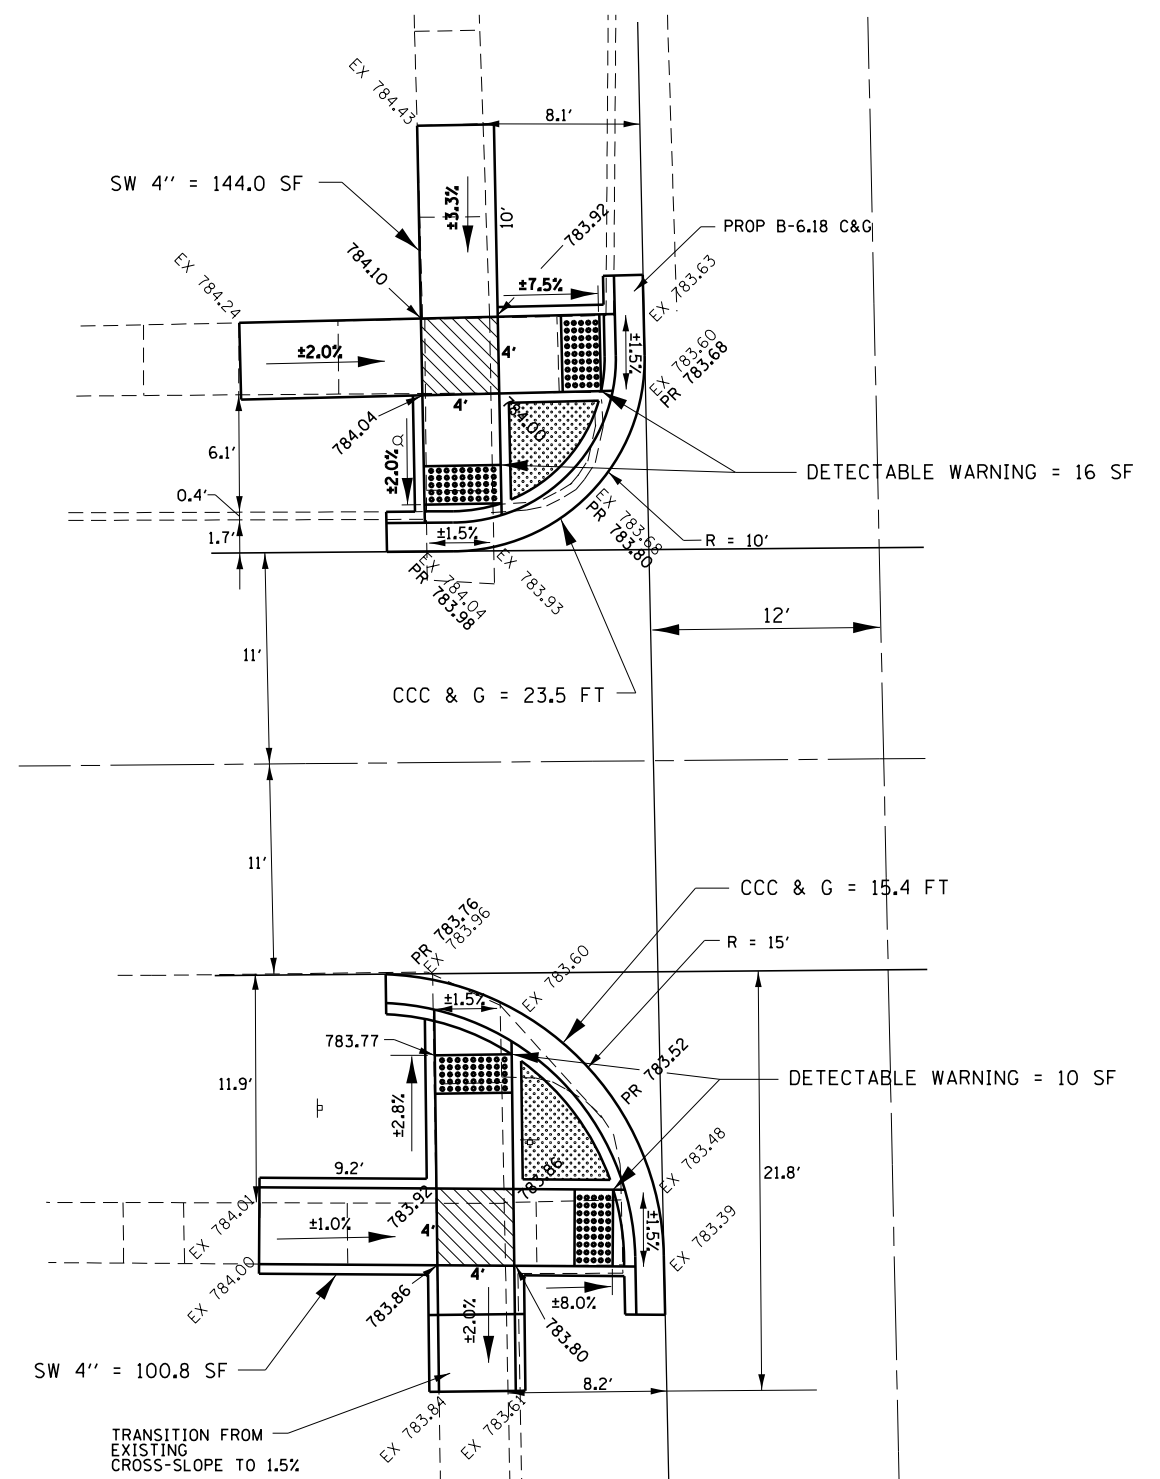 EX 784.43
8.1'
SW 4'' = 144.0 SF
±3.3%
10'
783.92
PROP B-6.18 C&G
784.10
EX 784.24
±7.5%
EX 783.63
±2.0%
4'
±1.5%
EX 783.60
PR 783.68
4'
784.00
784.04
6.1'
±2.0%
DETECTABLE WARNING = 16 SF
0.4'
EX 783.68
PR 783.80
1.7'
±1.5%
R = 10'
EX 784.04
PR 783.98
EX 783.93
12'
11'
CCC & G = 23.5 FT
11'
CCC & G = 15.4 FT
PR 783.76
EX 783.96
R = 15'
EX 783.60
±1.5%
783.77
PR 783.52
DETECTABLE WARNING = 10 SF
11.9'
±2.8%
EX 783.48
9.2'
783.86
21.8'
EX 784.01
783.92
±1.0%
4'
±1.5%
EX 783.39
EX 784.00
4'
783.86
±2.0%
±8.0%
783.80
SW 4'' = 100.8 SF
8.2'
EX 783.84
EX 783.61
TRANSITION FROM
EXISTING
CROSS-SLOPE TO 1.5%